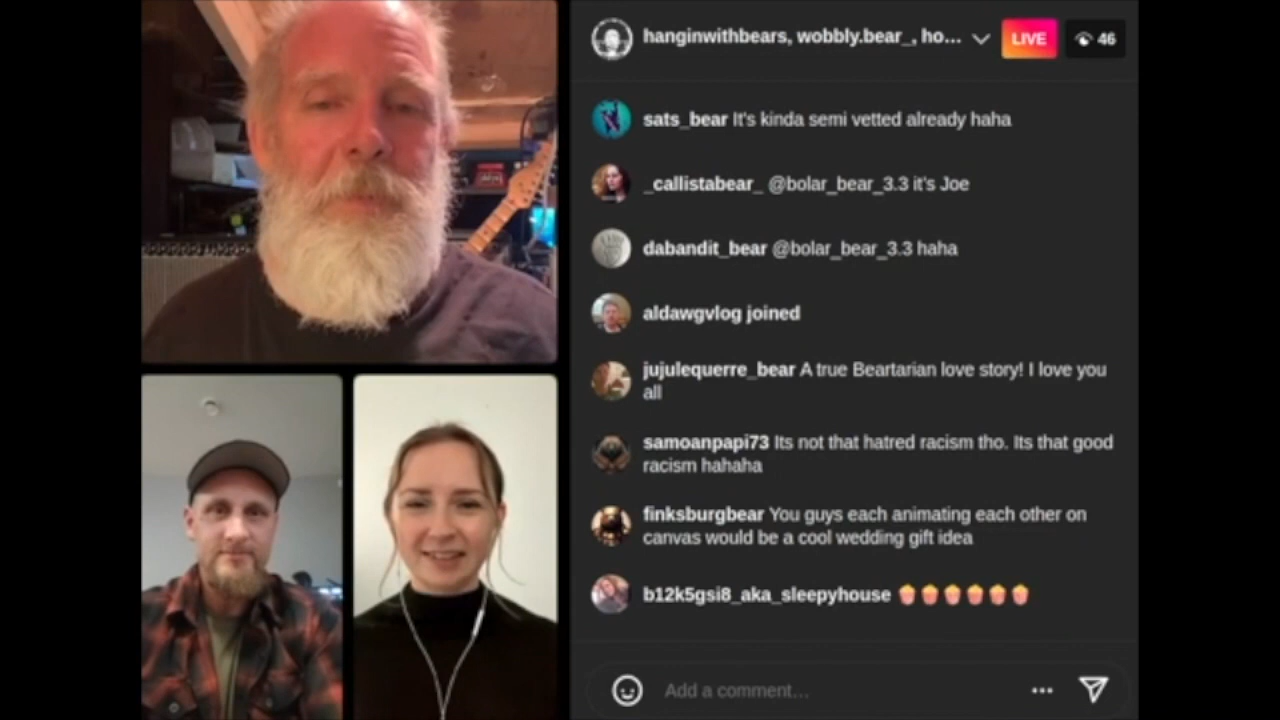 hanginwithbears, wobbly.bear_, ho...
LIVE
46
sats_bear It's kinda semi vetted already haha
_callistabear_ @bolar_bear_3.3 it's Joe
dabandit_bear @bolar_bear_3.3 haha
aldawgvlog joined
jujulequerre_bear A true Beartarian love story! I love you
all
samoanpapi73 Its not that hatred racism tho. Its that good
racism hahaha
finksburgbear You guys each animating each other on
canvas would be a cool wedding gift idea
b12k5gsi8_aka_sleepyhouse 🍿🍿🍿🍿🍿🍿
Add a comment...